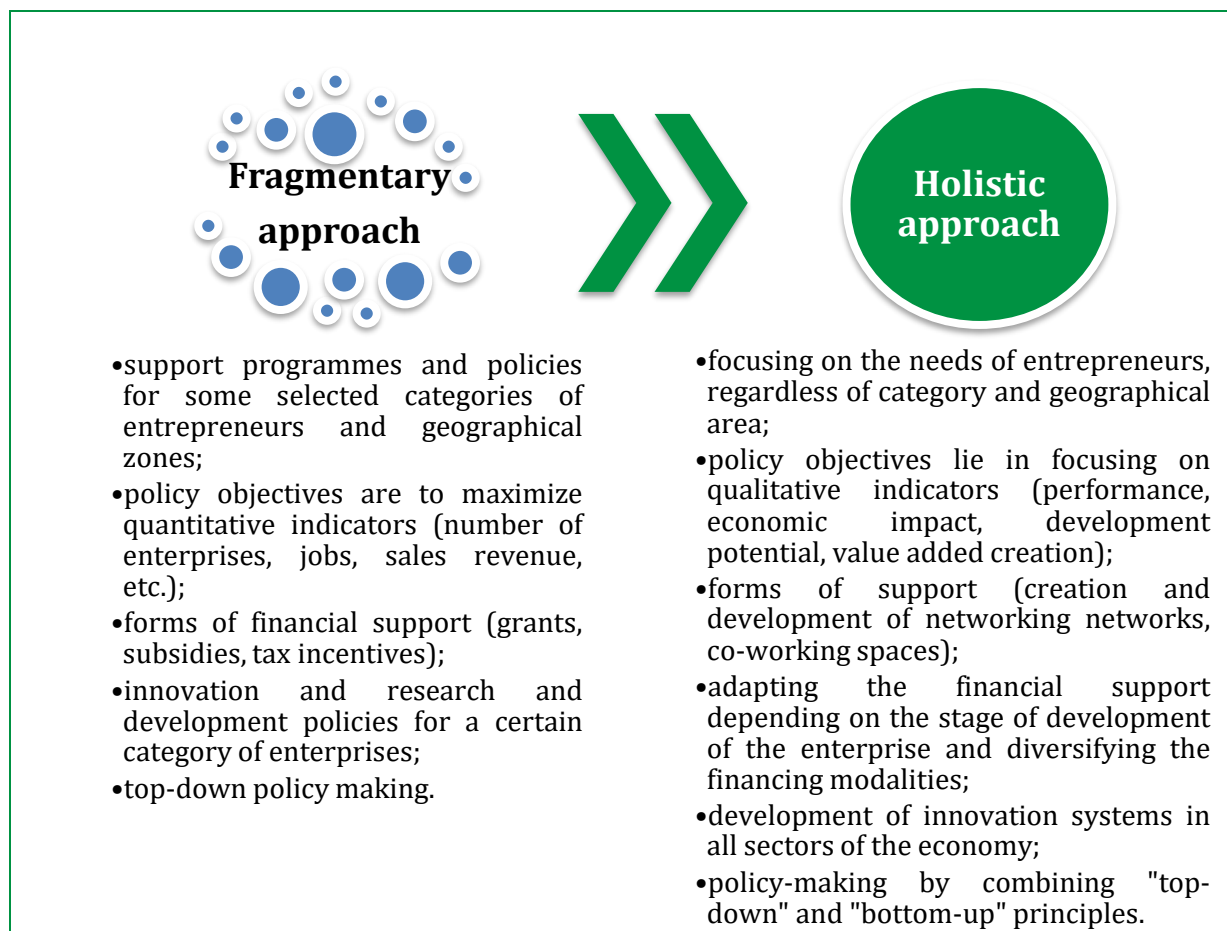 Fragmentary
approach
Holistic
approach
•support programmes and policies
for some selected categories of
entrepreneurs and geographical
zones;
•policy objectives are to maximize
quantitative indicators (number of
enterprises, jobs, sales revenue,
etc.);
•forms of financial support (grants,
subsidies, tax incentives);
•innovation and research and
development policies for a certain
category of enterprises;
•top-down policy making.
•focusing on the needs of entrepreneurs,
regardless of category and geographical
area;
•policy objectives lie in focusing on
qualitative indicators (performance,
economic impact, development
potential, value added creation);
•forms of support (creation and
development of networking networks,
co-working spaces);
•adapting the financial support
depending on the stage of development
of the enterprise and diversifying the
financing modalities;
•development of innovation systems in
all sectors of the economy;
•policy-making by combining "top-
down" and "bottom-up" principles.